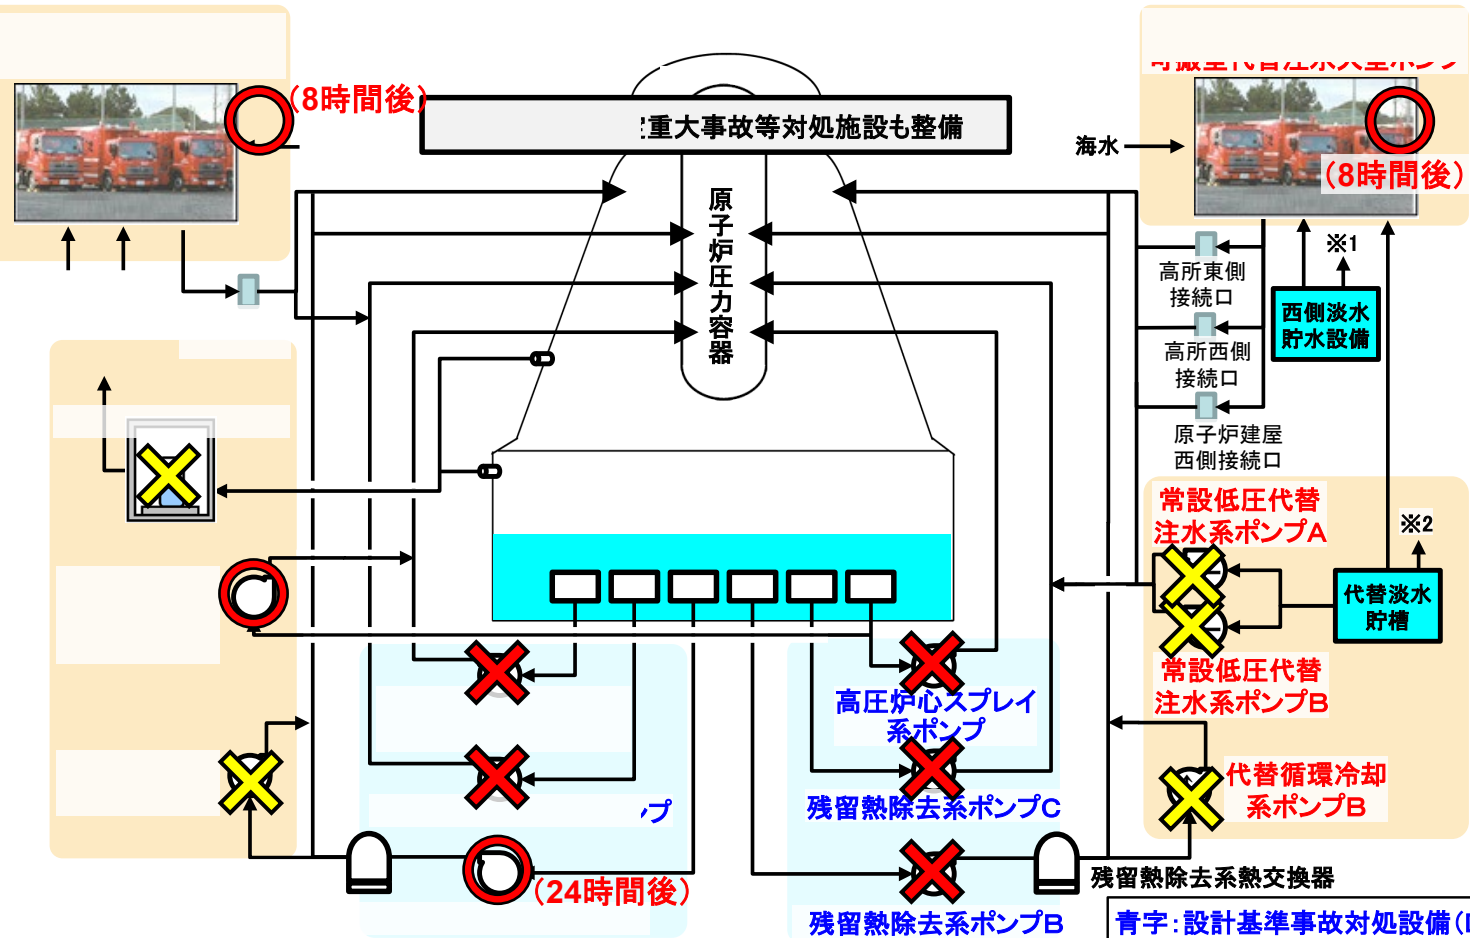 (8時間後)
重大事故等対処施設も整備
海水
(8時間後)
原子炉圧力容器
※1
高所東側
接続口
西側淡水
貯水設備
高所西側
接続口
原子炉建屋
西側接続口
常設低圧代替
注水系ポンプA
※2
代替淡水
貯槽
常設低圧代替
注水系ポンプB
高圧炉心スプレイ
系ポンプ
代替循環冷却
系ポンプB
プ
残留熱除去系ポンプC
(24時間後)
残留熱除去系熱交換器
残留熱除去系ポンプB
青字:設計基準事故対処設備(